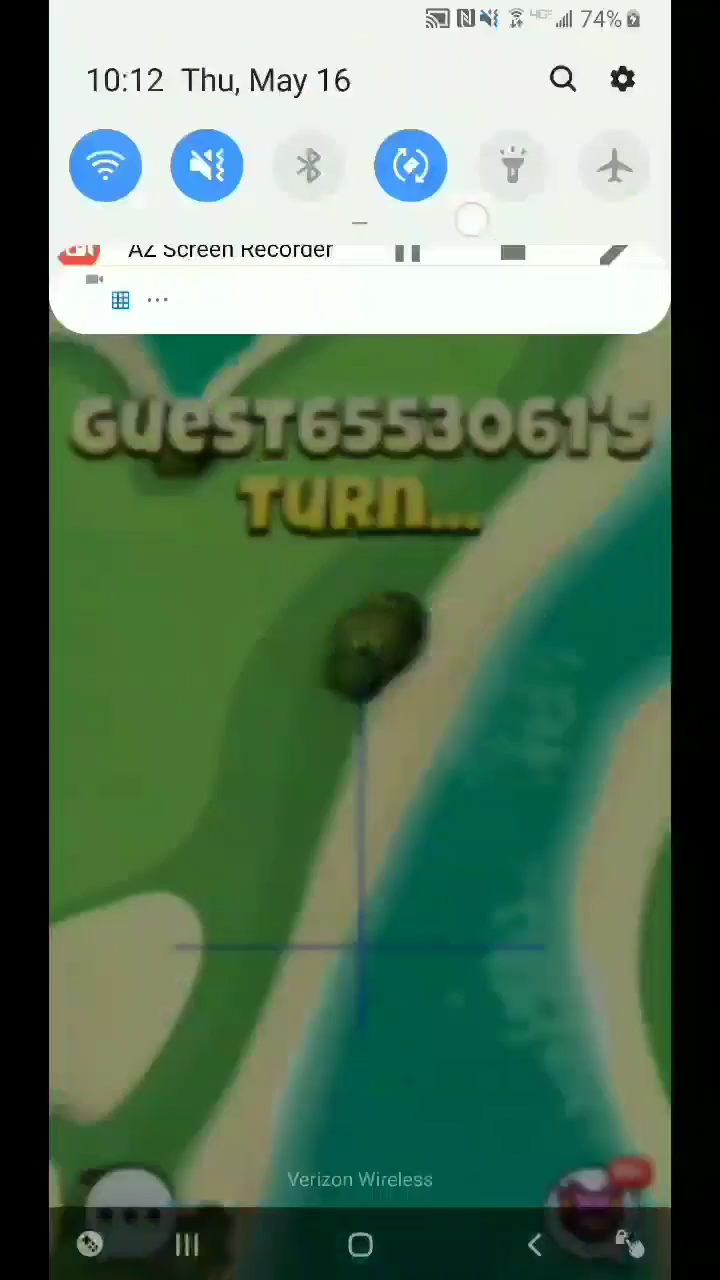 74%
10:12 Thu, May 16
AZ Screen Recorder
GUEST6553061'S
TURN...
Verizon Wireless